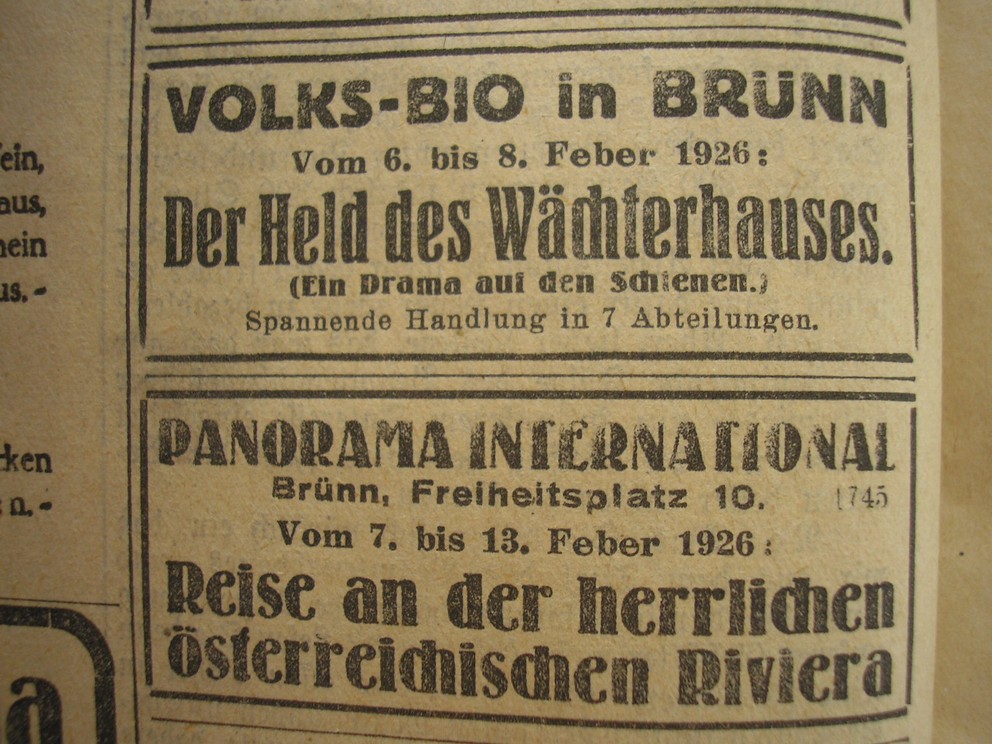 VOLKS-BIO in BRÜNN
Vom 6. bis 8. Feber 1926:
Der Held des Wächterhauses.
(Ein Drama auf den Schienen.)
Spannende Handlung in 7 Abteilungen.
PANORAMA INTERNATIONAL
Brünn, Freiheitsplatz 10. 1745
Vom 7. bis 13. Feber 1926:
Reise an der herrlichen
österreichischen Riviera